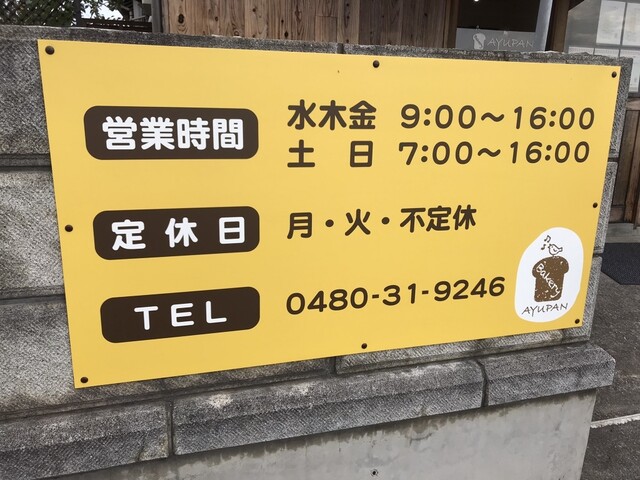 AYUPAN
営業時間 水木金 9:00～16:00
土日 7:00～16:00
定休日 月・火・不定休
TEL 0480-31-9246
Bakery
AYUPAN